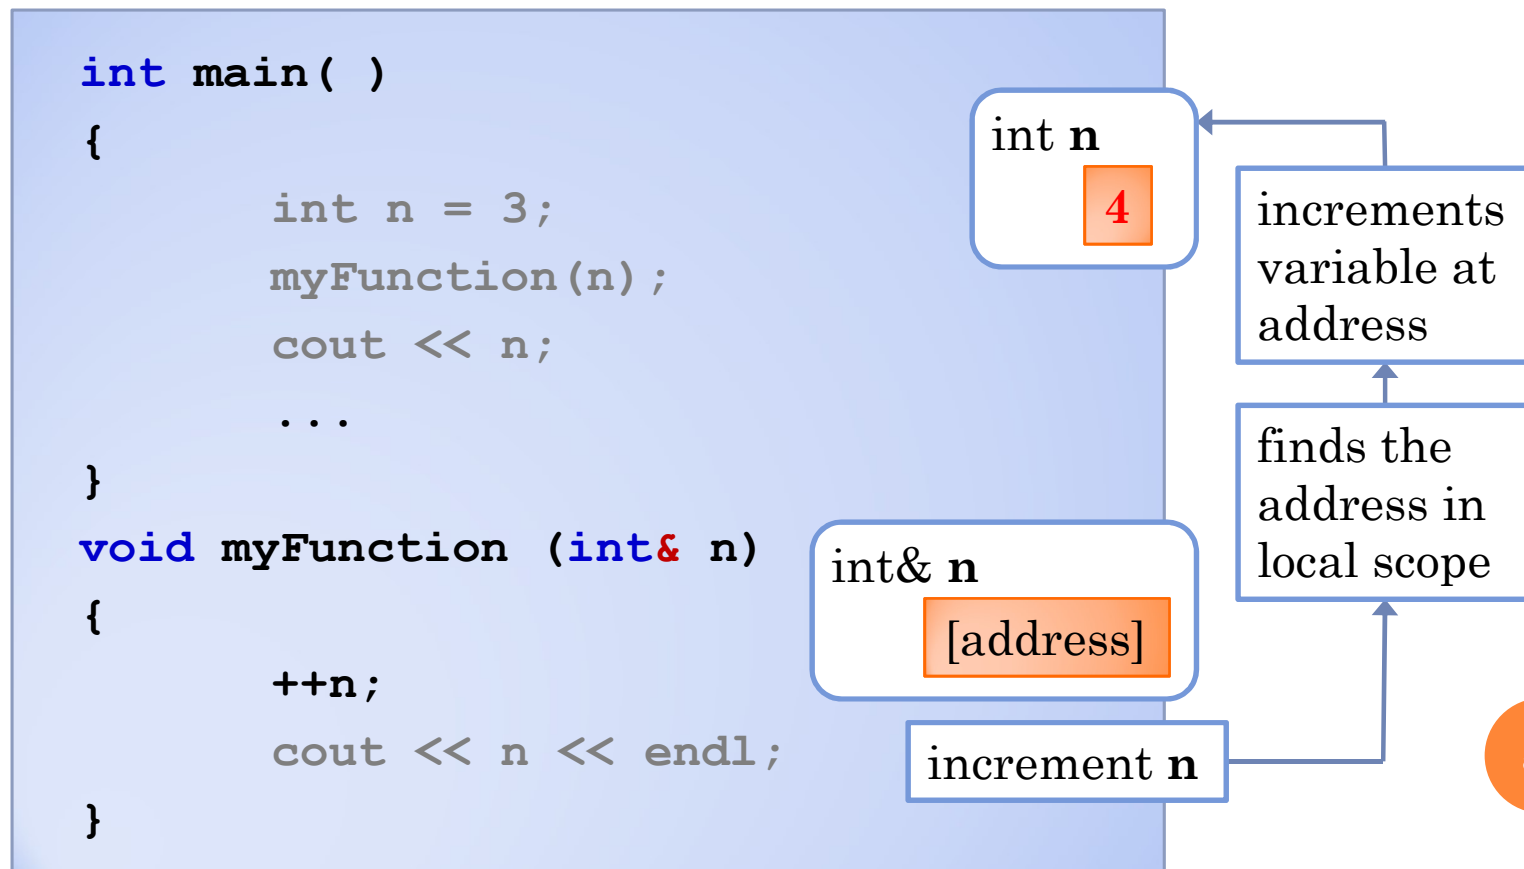 int main( )
{
int n = 3;
myFunction(n);
cout << n;
...
}
void myFunction (int& n)
{
++n;
cout << n << endl;
}
int n
4
increments
variable at
address
finds the
address in
local scope
int& n
[address]
increment n